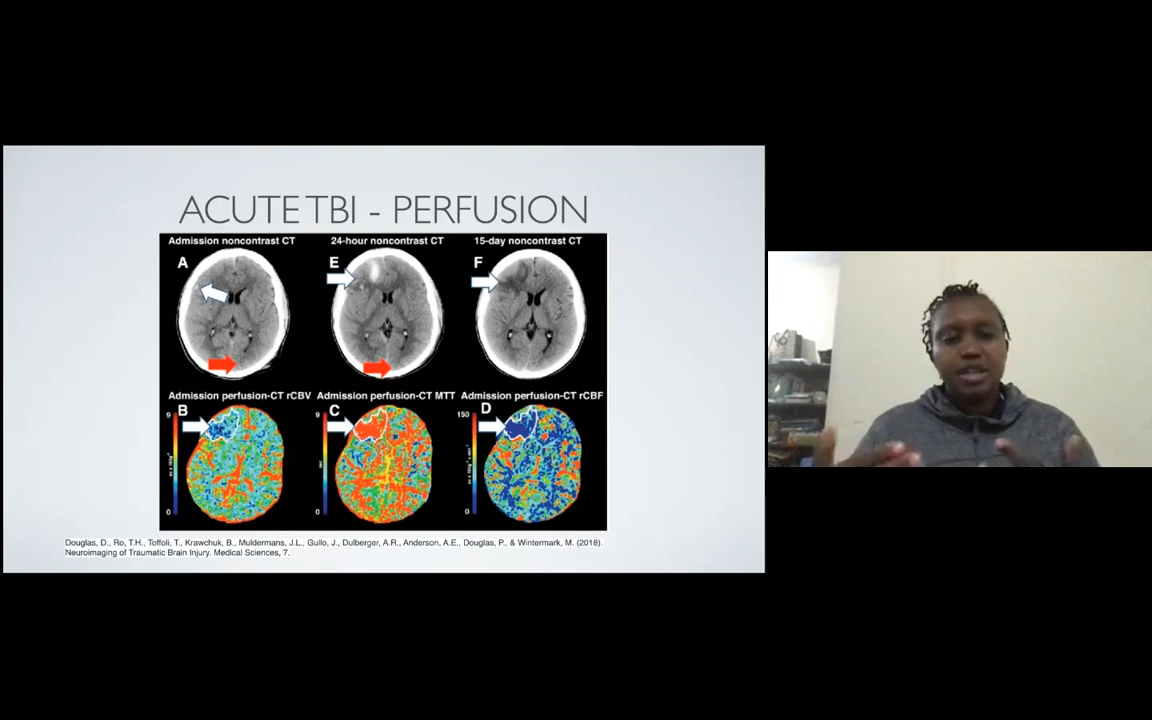 ACUTE TBI - PERFUSION
Admission noncontrast CT
24-hour noncontrast CT
15-day noncontrast CT
A
E
F
Admission perfusion-CT rCBV
Admission perfusion-CT MTT
Admission perfusion-CT rCBF
9
B
9
C
150
D
sec
0
0
0
Douglas, D., Ro, T.H., Toffoli, T., Krawchuk, B., Muldermans, J.L., Gullo, J., Dulberger, A.R., Anderson, A.E., Douglas, P., & Wintermark, M. (2018).
Neuroimaging of Traumatic Brain Injury. Medical Sciences, 7.